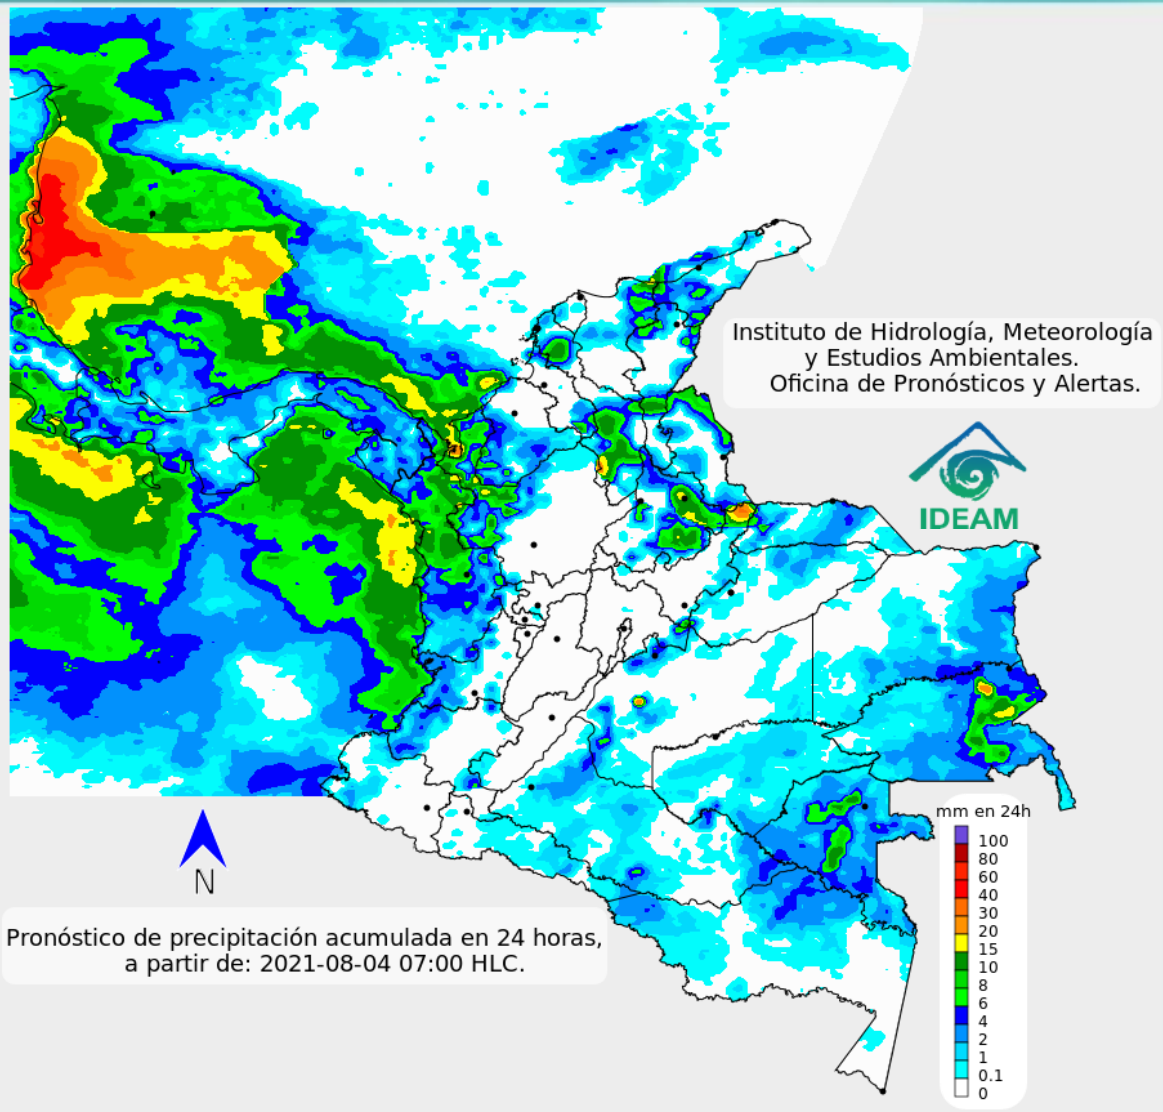 Instituto de Hidrología, Meteorología
y Estudios Ambientales.
Oficina de Pronósticos y Alertas.
IDEAM
N
Pronóstico de precipitación acumulada en 24 horas,
a partir de: 2021-08-04 07:00 HLC.
mm en 24h
100
80
60
40
30
20
15
10
8
6
4
2
1
0.1
0